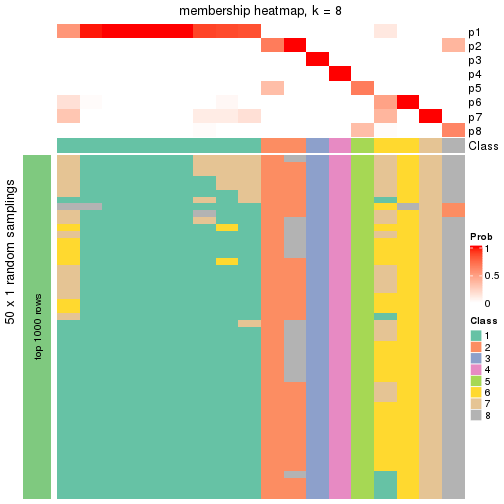 membership heatmap, k = 8
p1
p2
p3
p4
p5
p6
p7
p8
Class
50 x 1 random samplings
top 1000 rows
Prob
1
0.5
0
Class
1
2
3
4
5
6
7
8